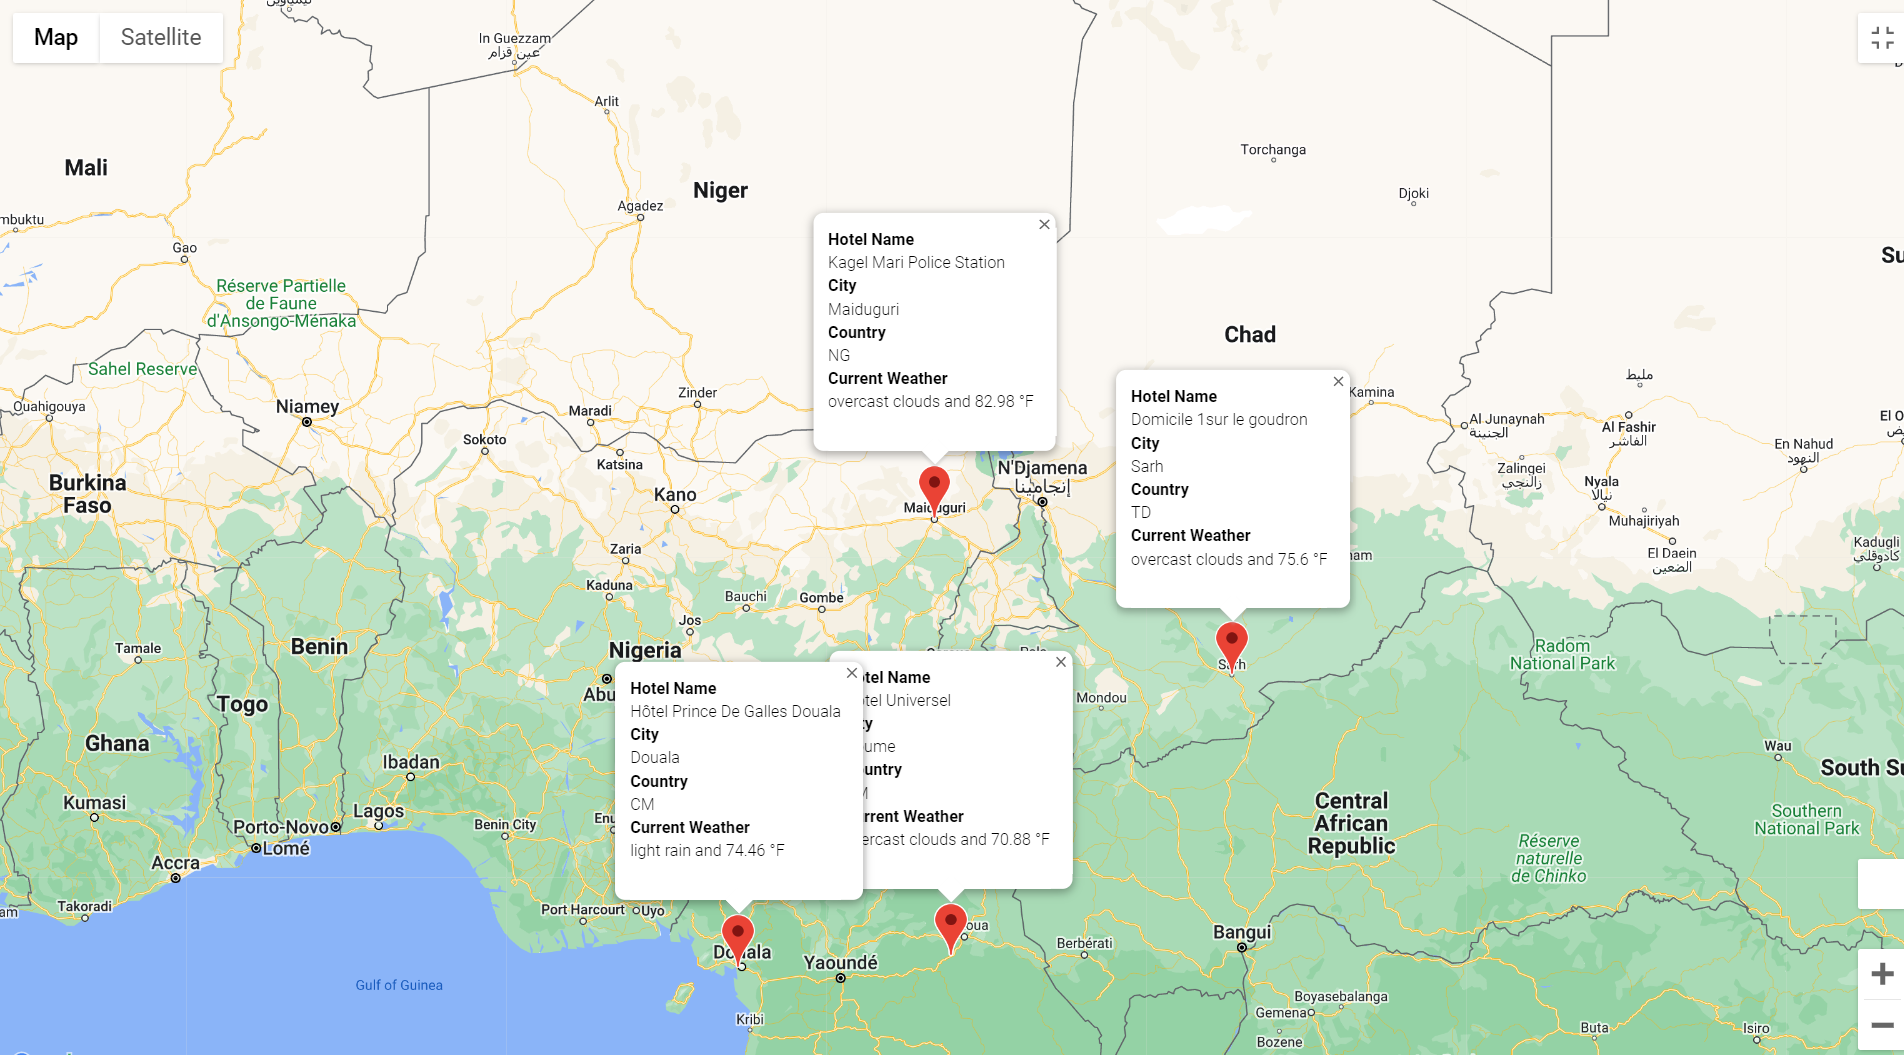 Map
Satellite
In Guezzam
عين قزام
Arlit
Mali
Niger
Torchanga
Djoki
Agadez
mbuktu
Gao
Réserve Partielle
de Faune
d'Ansongo-Ménaka
Su
Hotel Name
Kagel Mari Police Station
City
Maiduguri
Country
NG
Current Weather
overcast clouds and 82.98 °F
Chad
Sahel Reserve
Ouahigouya
Niamey
Zinder
Maradi
Kamina
مليط
Hotel Name
Domicile 1sur le goudron
City
Sarh
Country
TD
Current Weather
overcast clouds and 75.6 °F
Al Junaynah
الجنينة
Al Fashir
الفاشر
El O
En Nahud
النهود
Sokoto
Katsina
Burkina
Faso
Kano
N'Djamena
إنجامينا
Zalingei
زالنجي
Nyala
نيالا
Maiduguri
Muhajiriyah
Zaria
El Daein
الضعين
Kadugli
كادوقلي
ham
Kaduna
Bauchi
Gombe
Jos
Tamale
Benin
Nigeria
Radom
National Park
Sarh
Abu
Togo
Mondou
Hotel Name
Hôtel Prince De Galles Douala
City
Douala
Country
CM
Current Weather
light rain and 74.46 °F
otel Name
otel Universel
ty
ume
untry
M
rrent Weather
ercast clouds and 70.88 °F
Ghana
Ibadan
Wau
South Su
Kumasi
Lagos
Porto-Novo
Lomé
Benin City
Enu
Central
African
Republic
Southern
National Park
Réserve
naturelle
de Chinko
Accra
Takoradi
am
Port Harcourt
Uyo
oua
Douala
Yaoundé
Berbérati
Bangui
Gulf of Guinea
Kribi
Boyasebalanga
Gemena
Bozene
Buta
Isiro